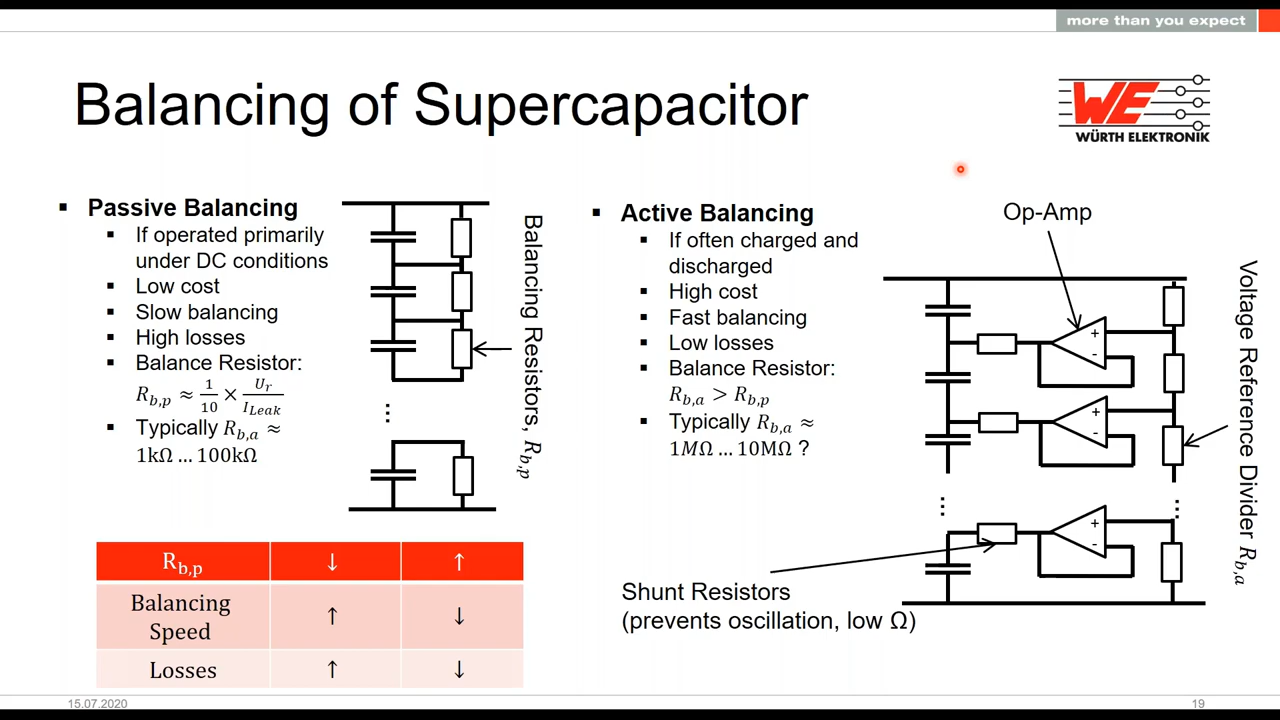 more than you expect
Balancing of Supercapacitor
WE
WÜRTH ELEKTRONIK
▪ Passive Balancing
▪ If operated primarily
under DC conditions
▪ Low cost
▪ Slow balancing
▪ High losses
▪ Balance Resistor:
R_{b,p} ≈ \frac{1}{10} × \frac{U_r}{I_{Leak}}
▪ Typically R_{b,a} ≈
1kΩ … 100kΩ
⋮
Balancing Resistors, R_{b,p}
▪ Active Balancing
▪ If often charged and
discharged
▪ High cost
▪ Fast balancing
▪ Low losses
▪ Balance Resistor:
R_{b,a} > R_{b,p}
▪ Typically R_{b,a} ≈
1MΩ … 10MΩ ?
Op-Amp
+
-
+
-
⋮
⋮
+
-
Voltage Reference Divider R_{b,a}
Shunt Resistors
(prevents oscillation, low Ω)
R_{b,p} ↓ ↑
Balancing
Speed ↑ ↓
Losses ↑ ↓
15.07.2020
19